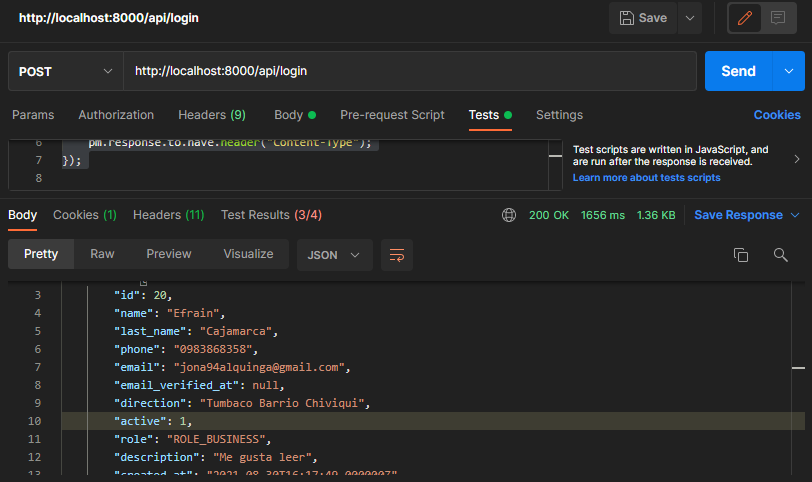 http://localhost:8000/api/login
Save
POST
http://localhost:8000/api/login
Send
Params
Authorization
Headers (9)
Body
Pre-request Script
Tests
Settings
Cookies
6 pm.response.to.have.header("Content-Type");
7 });
8
Test scripts are written in JavaScript, and
are run after the response is received.
Learn more about tests scripts
Body
Cookies (1)
Headers (11)
Test Results (3/4)
200 OK
1656 ms
1.36 KB
Save Response
Pretty
Raw
Preview
Visualize
JSON
3 "id": 20,
4 "name": "Efrain",
5 "last_name": "Cajamarca",
6 "phone": "0983868358",
7 "email": "jona94alquinga@gmail.com",
8 "email_verified_at": null,
9 "direction": "Tumbaco Barrio Chiviqui",
10 "active": 1,
11 "role": "ROLE_BUSINESS",
12 "description": "Me gusta leer",
13 "created_at": "2021-08-30T16:17:49.000000Z"